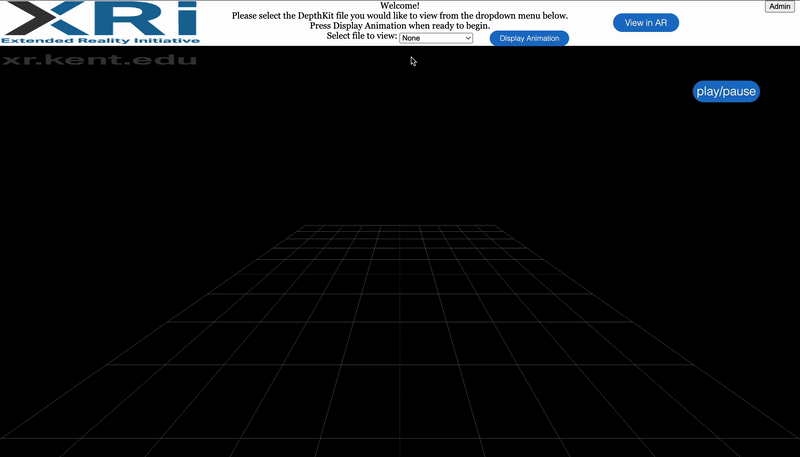 XRi
Extended Reality Initiative
xr.kent.edu
Welcome!
Please select the DepthKit file you would like to view from the dropdown menu below.
Press Display Animation when ready to begin.
Select file to view: None
Display Animation
View in AR
Admin
play/pause